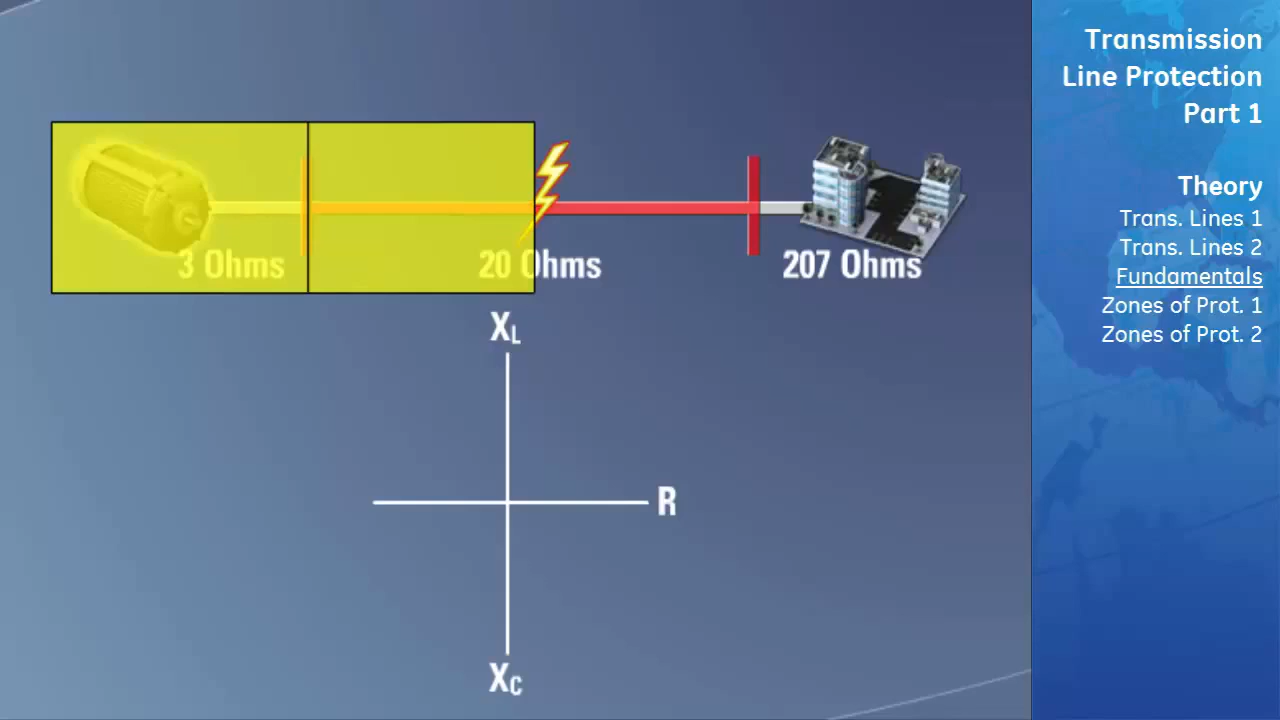 Transmission
Line Protection
Part 1
Theory
Trans. Lines 1
Trans. Lines 2
Fundamentals
Zones of Prot. 1
Zones of Prot. 2
3 Ohms
20 Ohms
207 Ohms
XL
R
XC